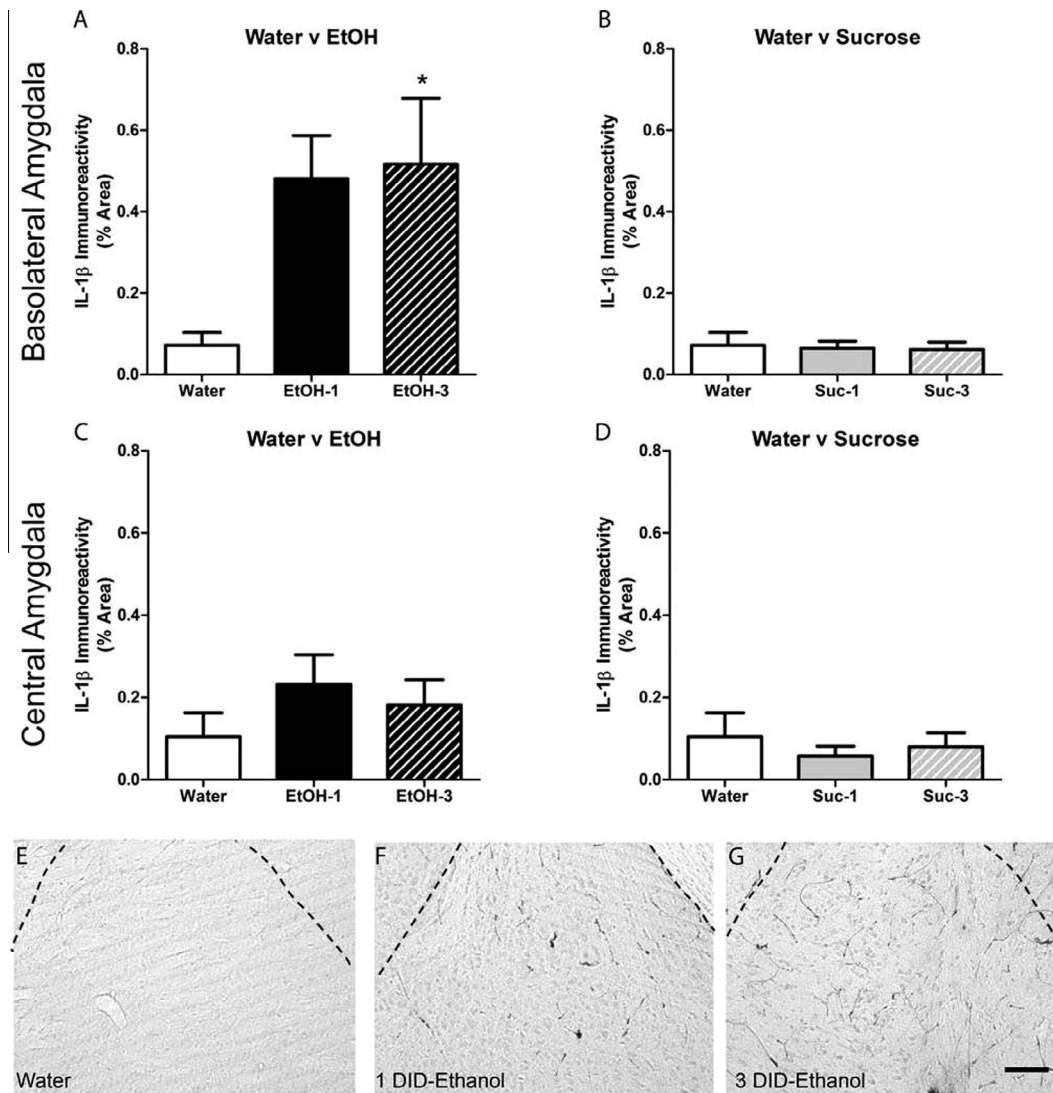 Basolateral Amygdala
A
Water v EtOH
IL-1β Immunoreactivity
(% Area)
0.8
0.6
0.4
0.2
0.0
*
Water
EtOH-1
EtOH-3
B
Water v Sucrose
IL-1β Immunoreactivity
(% Area)
0.8
0.6
0.4
0.2
0.0
Water
Suc-1
Suc-3
Central Amygdala
C
Water v EtOH
IL-1β Immunoreactivity
(% Area)
0.8
0.6
0.4
0.2
0.0
Water
EtOH-1
EtOH-3
D
Water v Sucrose
IL-1β Immunoreactivity
(% Area)
0.8
0.6
0.4
0.2
0.0
Water
Suc-1
Suc-3
E
Water
F
1 DID-Ethanol
G
3 DID-Ethanol